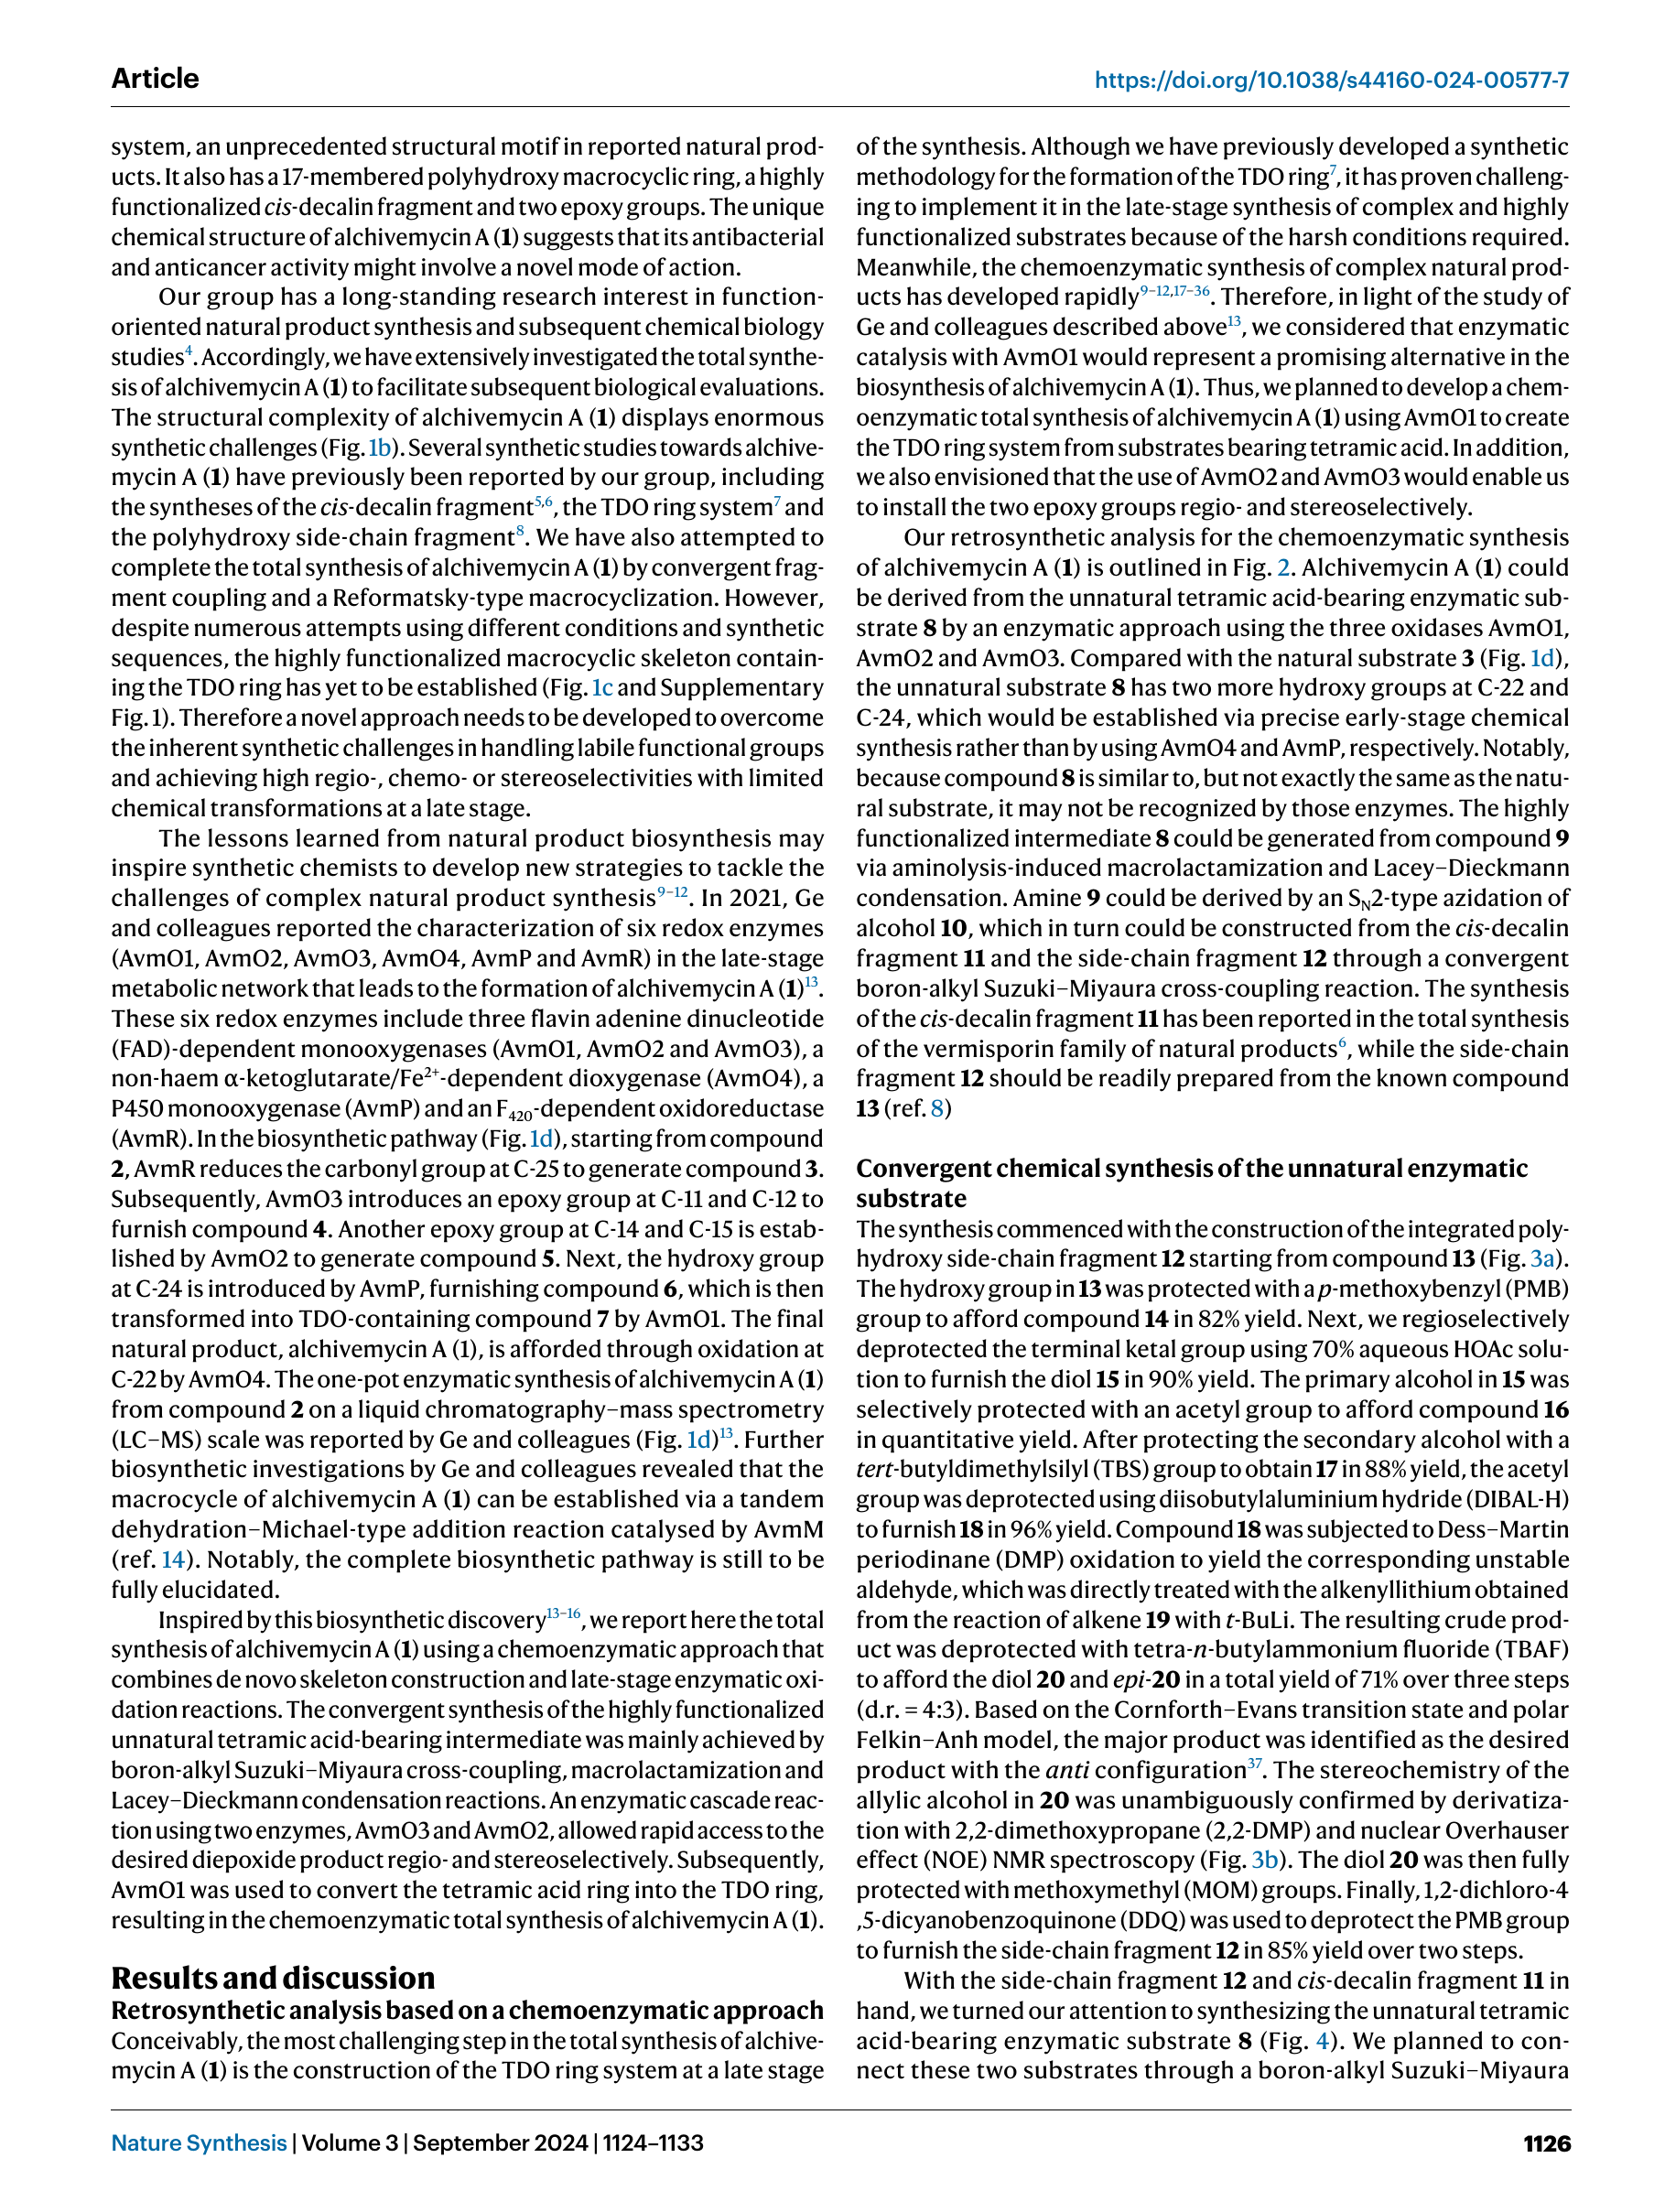 Article
https://doi.org/10.1038/s44160-024-00577-7
system, an unprecedented structural motif in reported natural prod-
ucts. It also has a 17-membered polyhydroxy macrocyclic ring, a highly
functionalized cis-decalin fragment and two epoxy groups. The unique
chemical structure of alchivemycin A (1) suggests that its antibacterial
and anticancer activity might involve a novel mode of action.
Our group has a long-standing research interest in function-
oriented natural product synthesis and subsequent chemical biology
studies4. Accordingly, we have extensively investigated the total synthe-
sis of alchivemycin A (1) to facilitate subsequent biological evaluations.
The structural complexity of alchivemycin A (1) displays enormous
synthetic challenges (Fig. 1b). Several synthetic studies towards alchive-
mycin A (1) have previously been reported by our group, including
the syntheses of the cis-decalin fragment5,6, the TDO ring system7 and
the polyhydroxy side-chain fragment8. We have also attempted to
complete the total synthesis of alchivemycin A (1) by convergent frag-
ment coupling and a Reformatsky-type macrocyclization. However,
despite numerous attempts using different conditions and synthetic
sequences, the highly functionalized macrocyclic skeleton contain-
ing the TDO ring has yet to be established (Fig. 1c and Supplementary
Fig. 1). Therefore a novel approach needs to be developed to overcome
the inherent synthetic challenges in handling labile functional groups
and achieving high regio-, chemo- or stereoselectivities with limited
chemical transformations at a late stage.
The lessons learned from natural product biosynthesis may
inspire synthetic chemists to develop new strategies to tackle the
challenges of complex natural product synthesis9–12. In 2021, Ge
and colleagues reported the characterization of six redox enzymes
(AvmO1, AvmO2, AvmO3, AvmO4, AvmP and AvmR) in the late-stage
metabolic network that leads to the formation of alchivemycin A (1)13.
These six redox enzymes include three flavin adenine dinucleotide
(FAD)-dependent monooxygenases (AvmO1, AvmO2 and AvmO3), a
non-haem α-ketoglutarate/Fe2+-dependent dioxygenase (AvmO4), a
P450 monooxygenase (AvmP) and an F420-dependent oxidoreductase
(AvmR). In the biosynthetic pathway (Fig. 1d), starting from compound
2, AvmR reduces the carbonyl group at C-25 to generate compound 3.
Subsequently, AvmO3 introduces an epoxy group at C-11 and C-12 to
furnish compound 4. Another epoxy group at C-14 and C-15 is estab-
lished by AvmO2 to generate compound 5. Next, the hydroxy group
at C-24 is introduced by AvmP, furnishing compound 6, which is then
transformed into TDO-containing compound 7 by AvmO1. The final
natural product, alchivemycin A (1), is afforded through oxidation at
C-22 by AvmO4. The one-pot enzymatic synthesis of alchivemycin A (1)
from compound 2 on a liquid chromatography–mass spectrometry
(LC–MS) scale was reported by Ge and colleagues (Fig. 1d)13. Further
biosynthetic investigations by Ge and colleagues revealed that the
macrocycle of alchivemycin A (1) can be established via a tandem
dehydration–Michael-type addition reaction catalysed by AvmM
(ref. 14). Notably, the complete biosynthetic pathway is still to be
fully elucidated.
Inspired by this biosynthetic discovery13–16, we report here the total
synthesis of alchivemycin A (1) using a chemoenzymatic approach that
combines de novo skeleton construction and late-stage enzymatic oxi-
dation reactions. The convergent synthesis of the highly functionalized
unnatural tetramic acid-bearing intermediate was mainly achieved by
boron-alkyl Suzuki–Miyaura cross-coupling, macrolactamization and
Lacey–Dieckmann condensation reactions. An enzymatic cascade reac-
tion using two enzymes, AvmO3 and AvmO2, allowed rapid access to the
desired diepoxide product regio- and stereoselectively. Subsequently,
AvmO1 was used to convert the tetramic acid ring into the TDO ring,
resulting in the chemoenzymatic total synthesis of alchivemycin A (1).
Results and discussion
Retrosynthetic analysis based on a chemoenzymatic approach
Conceivably, the most challenging step in the total synthesis of alchive-
mycin A (1) is the construction of the TDO ring system at a late stage
of the synthesis. Although we have previously developed a synthetic
methodology for the formation of the TDO ring7, it has proven challeng-
ing to implement it in the late-stage synthesis of complex and highly
functionalized substrates because of the harsh conditions required.
Meanwhile, the chemoenzymatic synthesis of complex natural prod-
ucts has developed rapidly9–12,17–36. Therefore, in light of the study of
Ge and colleagues described above13, we considered that enzymatic
catalysis with AvmO1 would represent a promising alternative in the
biosynthesis of alchivemycin A (1). Thus, we planned to develop a chem-
oenzymatic total synthesis of alchivemycin A (1) using AvmO1 to create
the TDO ring system from substrates bearing tetramic acid. In addition,
we also envisioned that the use of AvmO2 and AvmO3 would enable us
to install the two epoxy groups regio- and stereoselectively.
Our retrosynthetic analysis for the chemoenzymatic synthesis
of alchivemycin A (1) is outlined in Fig. 2. Alchivemycin A (1) could
be derived from the unnatural tetramic acid-bearing enzymatic sub-
strate 8 by an enzymatic approach using the three oxidases AvmO1,
AvmO2 and AvmO3. Compared with the natural substrate 3 (Fig. 1d),
the unnatural substrate 8 has two more hydroxy groups at C-22 and
C-24, which would be established via precise early-stage chemical
synthesis rather than by using AvmO4 and AvmP, respectively. Notably,
because compound 8 is similar to, but not exactly the same as the natu-
ral substrate, it may not be recognized by those enzymes. The highly
functionalized intermediate 8 could be generated from compound 9
via aminolysis-induced macrolactamization and Lacey–Dieckmann
condensation. Amine 9 could be derived by an SN2-type azidation of
alcohol 10, which in turn could be constructed from the cis-decalin
fragment 11 and the side-chain fragment 12 through a convergent
boron-alkyl Suzuki–Miyaura cross-coupling reaction. The synthesis
of the cis-decalin fragment 11 has been reported in the total synthesis
of the vermisporin family of natural products6, while the side-chain
fragment 12 should be readily prepared from the known compound
13 (ref. 8)
Convergent chemical synthesis of the unnatural enzymatic
substrate
The synthesis commenced with the construction of the integrated poly-
hydroxy side-chain fragment 12 starting from compound 13 (Fig. 3a).
The hydroxy group in 13 was protected with a p-methoxybenzyl (PMB)
group to afford compound 14 in 82% yield. Next, we regioselectively
deprotected the terminal ketal group using 70% aqueous HOAc solu-
tion to furnish the diol 15 in 90% yield. The primary alcohol in 15 was
selectively protected with an acetyl group to afford compound 16
in quantitative yield. After protecting the secondary alcohol with a
tert-butyldimethylsilyl (TBS) group to obtain 17 in 88% yield, the acetyl
group was deprotected using diisobutylaluminium hydride (DIBAL-H)
to furnish 18 in 96% yield. Compound 18 was subjected to Dess–Martin
periodinane (DMP) oxidation to yield the corresponding unstable
aldehyde, which was directly treated with the alkenyllithium obtained
from the reaction of alkene 19 with t-BuLi. The resulting crude prod-
uct was deprotected with tetra-n-butylammonium fluoride (TBAF)
to afford the diol 20 and epi-20 in a total yield of 71% over three steps
(d.r. = 4:3). Based on the Cornforth–Evans transition state and polar
Felkin–Anh model, the major product was identified as the desired
product with the anti configuration37. The stereochemistry of the
allylic alcohol in 20 was unambiguously confirmed by derivatiza-
tion with 2,2-dimethoxypropane (2,2-DMP) and nuclear Overhauser
effect (NOE) NMR spectroscopy (Fig. 3b). The diol 20 was then fully
protected with methoxymethyl (MOM) groups. Finally, 1,2-dichloro-4
,5-dicyanobenzoquinone (DDQ) was used to deprotect the PMB group
to furnish the side-chain fragment 12 in 85% yield over two steps.
With the side-chain fragment 12 and cis-decalin fragment 11 in
hand, we turned our attention to synthesizing the unnatural tetramic
acid-bearing enzymatic substrate 8 (Fig. 4). We planned to con-
nect these two substrates through a boron-alkyl Suzuki–Miyaura
Nature Synthesis | Volume 3 | September 2024 | 1124–1133
1126